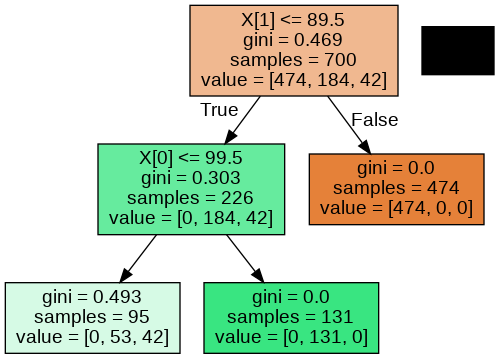 X[1] <= 89.5
gini = 0.469
samples = 700
value = [474, 184, 42]
True
False
X[0] <= 99.5
gini = 0.303
samples = 226
value = [0, 184, 42]
gini = 0.0
samples = 474
value = [474, 0, 0]
gini = 0.493
samples = 95
value = [0, 53, 42]
gini = 0.0
samples = 131
value = [0, 131, 0]